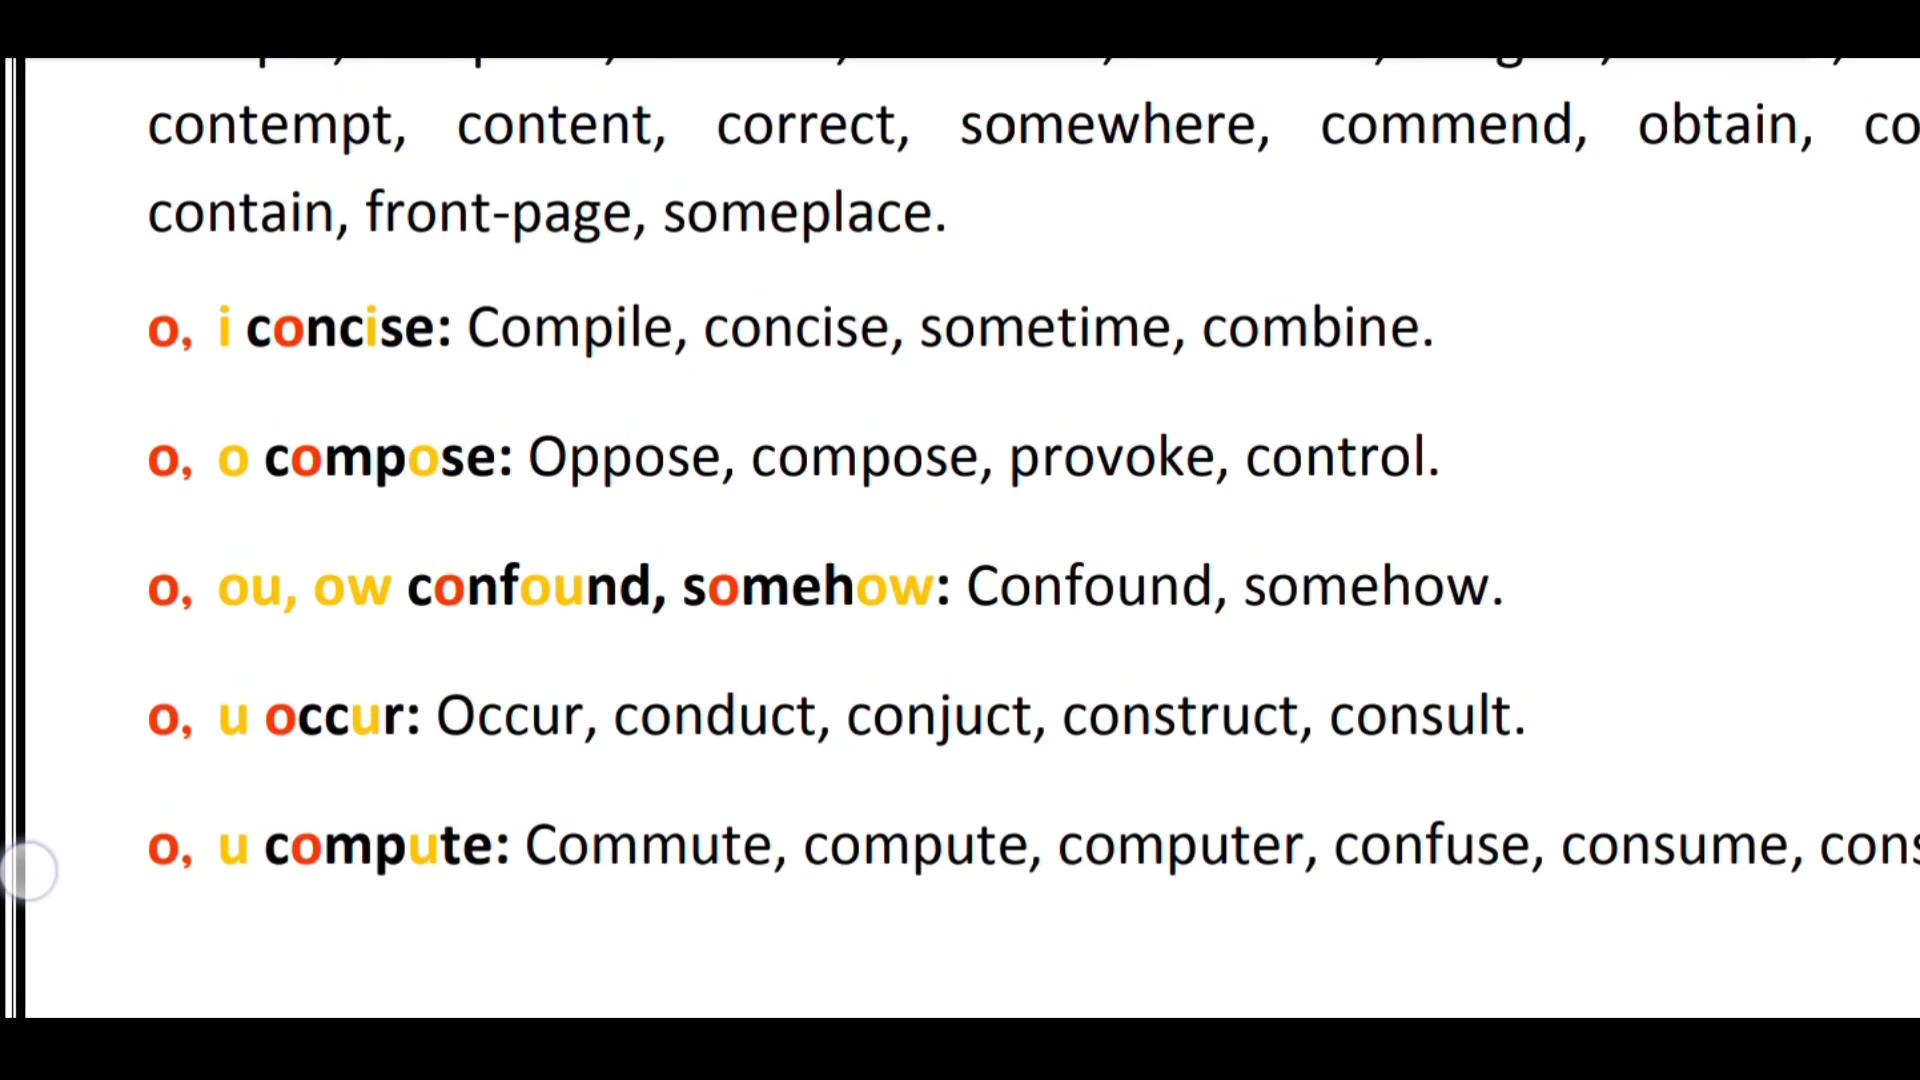 contempt, content, correct, somewhere, commend, obtain,
contain, front-page, someplace.
o, i concise: Compile, concise, sometime, combine.
o, o compose: Oppose, compose, provoke, control.
o, ou, ow confound, somehow: Confound, somehow.
o, u occur: Occur, conduct, conjuct, construct, consult.
o, u compute: Commute, compute, computer, confuse, consume,